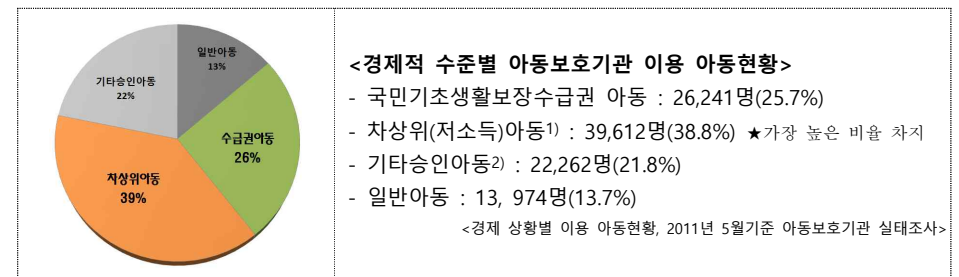 일반아동
13%
기타승인아동
22%
수급권아동
26%
차상위아동
39%
<경제적 수준별 아동보호기관 이용 아동현황>
- 국민기초생활보장수급권 아동 : 26,241명(25.7%)
- 차상위(저소득)아동1) : 39,612명(38.8%) ★가장 높은 비율 차지
- 기타승인아동2) : 22,262명(21.8%)
- 일반아동 : 13, 974명(13.7%)
<경제 상황별 이용 아동현황, 2011년 5월기준 아동보호기관 실태조사>